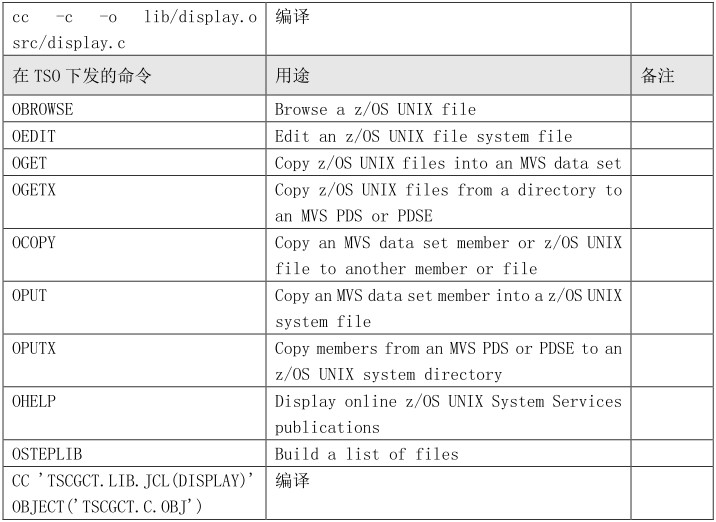 cc -c -o lib/display.o 编译
src/display.c
在 TSO 下发的命令 用途 备注
OBROWSE Browse a z/OS UNIX file
OEDIT Edit an z/OS UNIX file system file
OGET Copy z/OS UNIX files into an MVS data set
OGETX Copy z/OS UNIX files from a directory to
an MVS PDS or PDSE
OCOPY Copy an MVS data set member or z/OS UNIX
file to another member or file
OPUT Copy an MVS data set member into a z/OS UNIX
system file
OPUTX Copy members from an MVS PDS or PDSE to an
z/OS UNIX system directory
OHELP Display online z/OS UNIX System Services
publications
OSTEPLIB Build a list of files
CC 'TSCGCT.LIB.JCL(DISPLAY)' 编译
OBJECT('TSCGCT.C.OBJ')